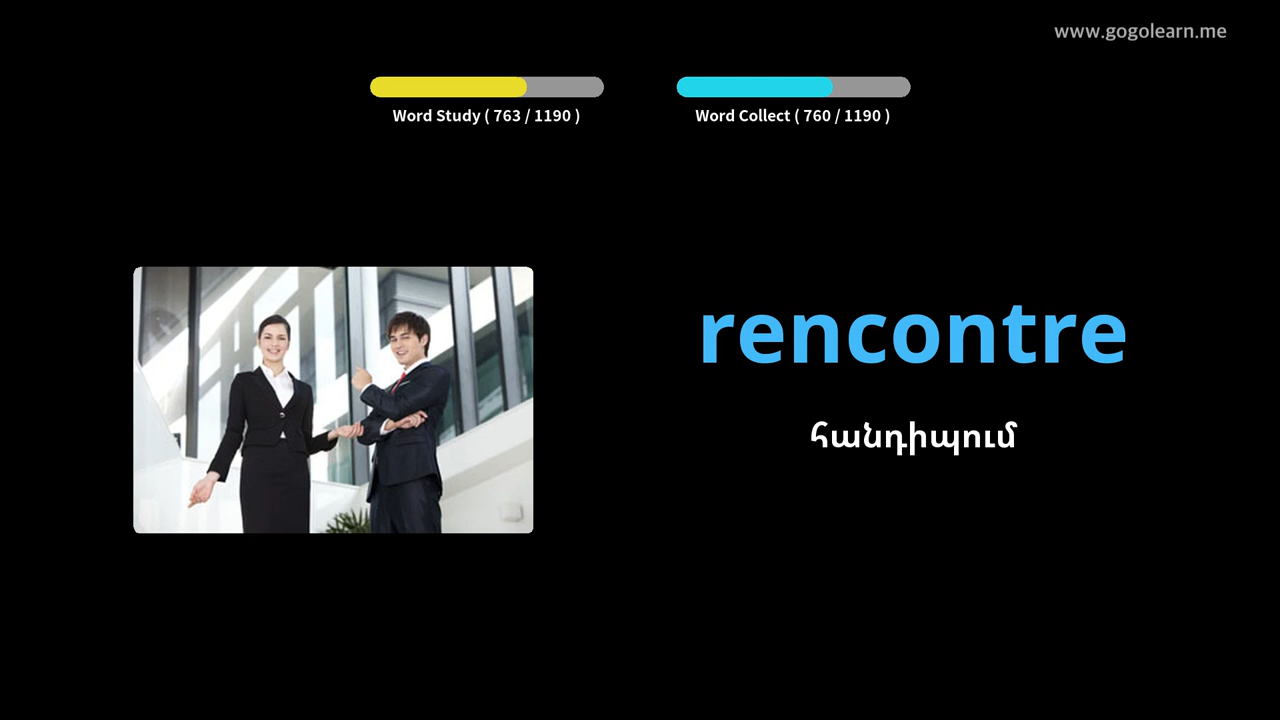 www.gogolearn.me
Word Study ( 763 / 1190 )
Word Collect ( 760 / 1190 )
rencontre
հանդիպում